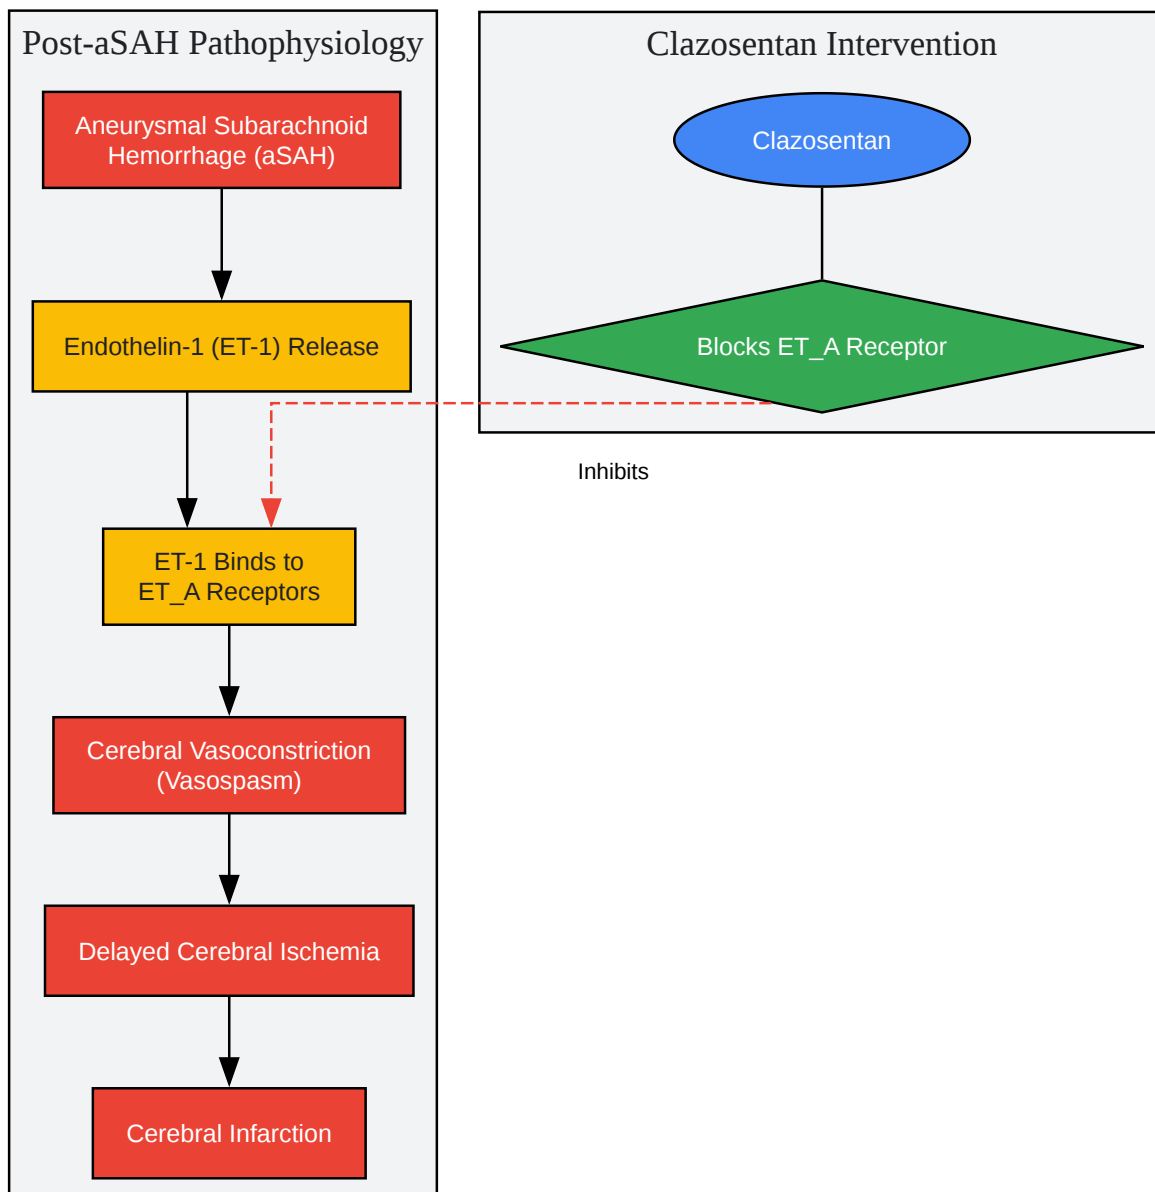 Post-aSAH Pathophysiology
Aneurysmal Subarachnoid
Hemorrhage (aSAH)
Endothelin-1 (ET-1) Release
ET-1 Binds to
ET_A Receptors
Cerebral Vasoconstriction
(Vasospasm)
Delayed Cerebral Ischemia
Cerebral Infarction
Clazosentan Intervention
Clazosentan
Blocks ET_A Receptor
Inhibits